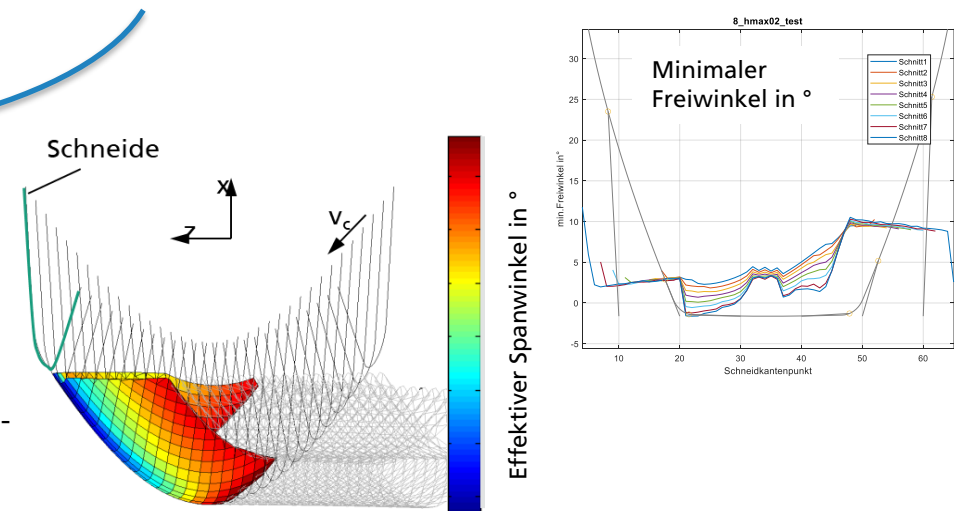 Schneide
x
z
v_c
-
Effektiver Spanwinkel in °
8_hmax02_test
Minimaler
Freiwinkel in °
Schnitt1
Schnitt2
Schnitt3
Schnitt4
Schnitt5
Schnitt6
Schnitt7
Schnitt8
min.Freiwinkel in°
30
25
20
15
10
5
0
-5
10 20 30 40 50 60
Schneidkantenpunkt